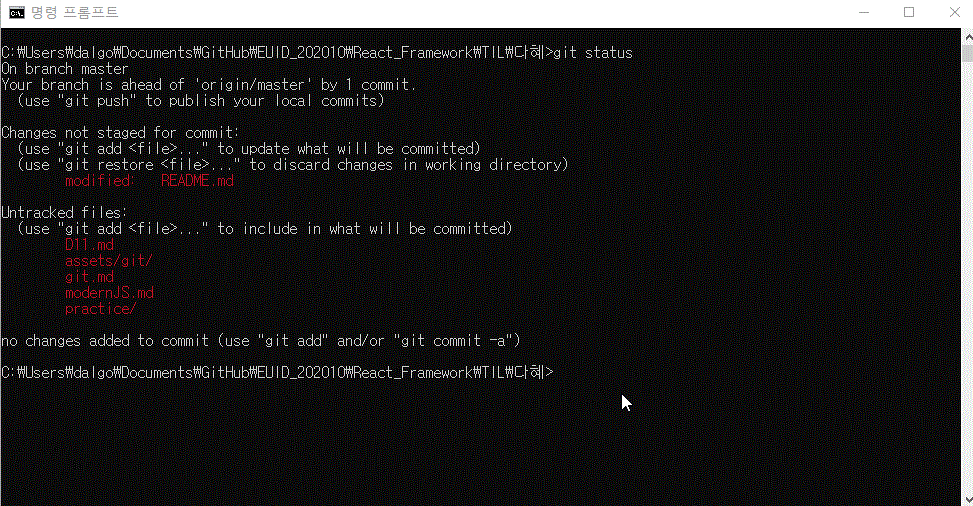 명령 프롬프트
C:₩Users₩dalgo₩Documents₩GitHub₩EUID_202010₩React_Framework₩TIL₩다혜>git status
On branch master
Your branch is ahead of 'origin/master' by 1 commit.
(use "git push" to publish your local commits)
Changes not staged for commit:
(use "git add <file>..." to update what will be committed)
(use "git restore <file>..." to discard changes in working directory)
modified: README.md
Untracked files:
(use "git add <file>..." to include in what will be committed)
D11.md
assets/git/
git.md
modernJS.md
practice/
no changes added to commit (use "git add" and/or "git commit -a")
C:₩Users₩dalgo₩Documents₩GitHub₩EUID_202010₩React_Framework₩TIL₩다혜>